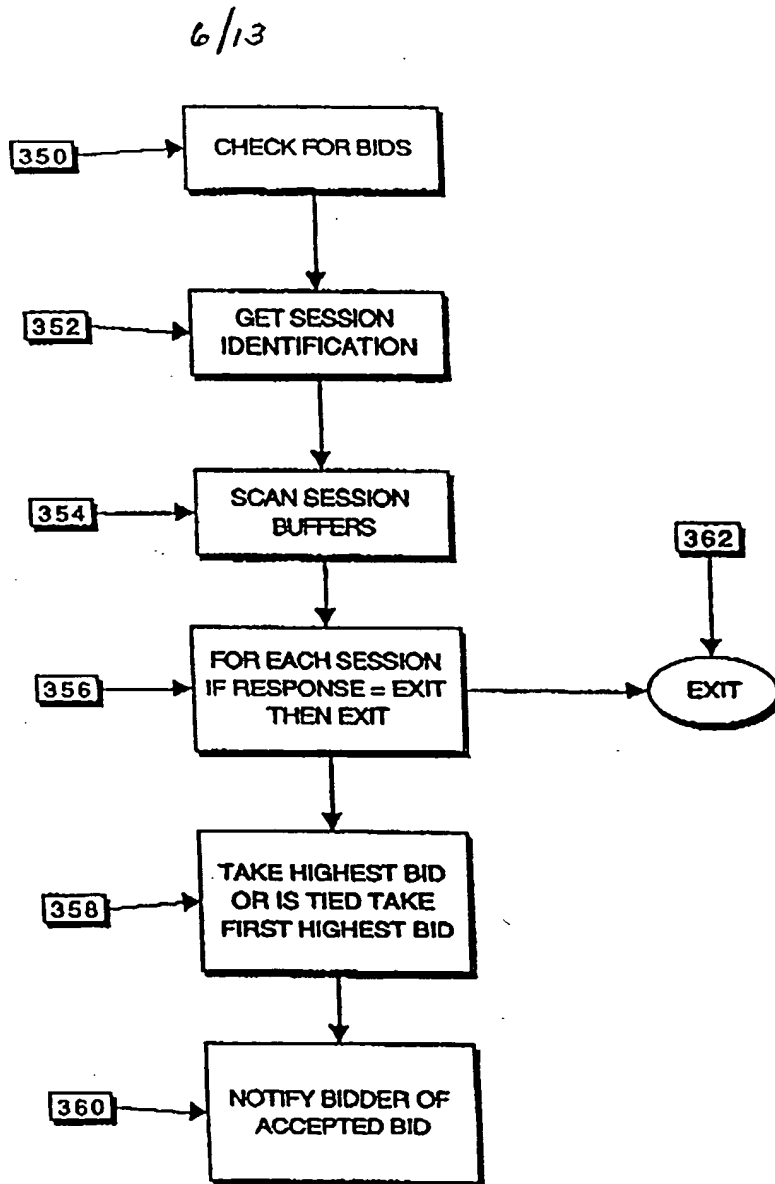 6/13
350
CHECK FOR BIDS
352
GET SESSION
IDENTIFICATION
354
SCAN SESSION
BUFFERS
362
356
FOR EACH SESSION
IF RESPONSE = EXIT
THEN EXIT
EXIT
358
TAKE HIGHEST BID
OR IS TIED TAKE
FIRST HIGHEST BID
360
NOTIFY BIDDER OF
ACCEPTED BID